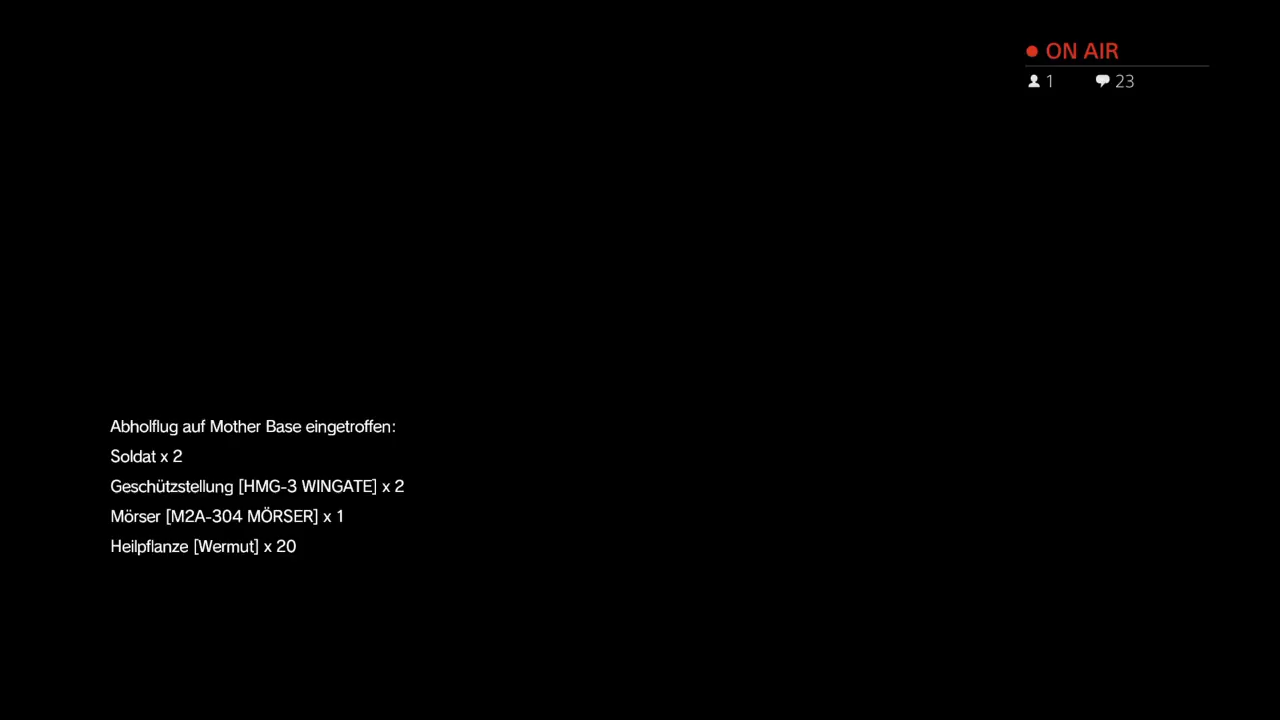 ON AIR
1 23
Abholflug auf Mother Base eingetroffen:
Soldat x 2
Geschützstellung [HMG-3 WINGATE] x 2
Mörser [M2A-304 MÖRSER] x 1
Heilpflanze [Wermut] x 20